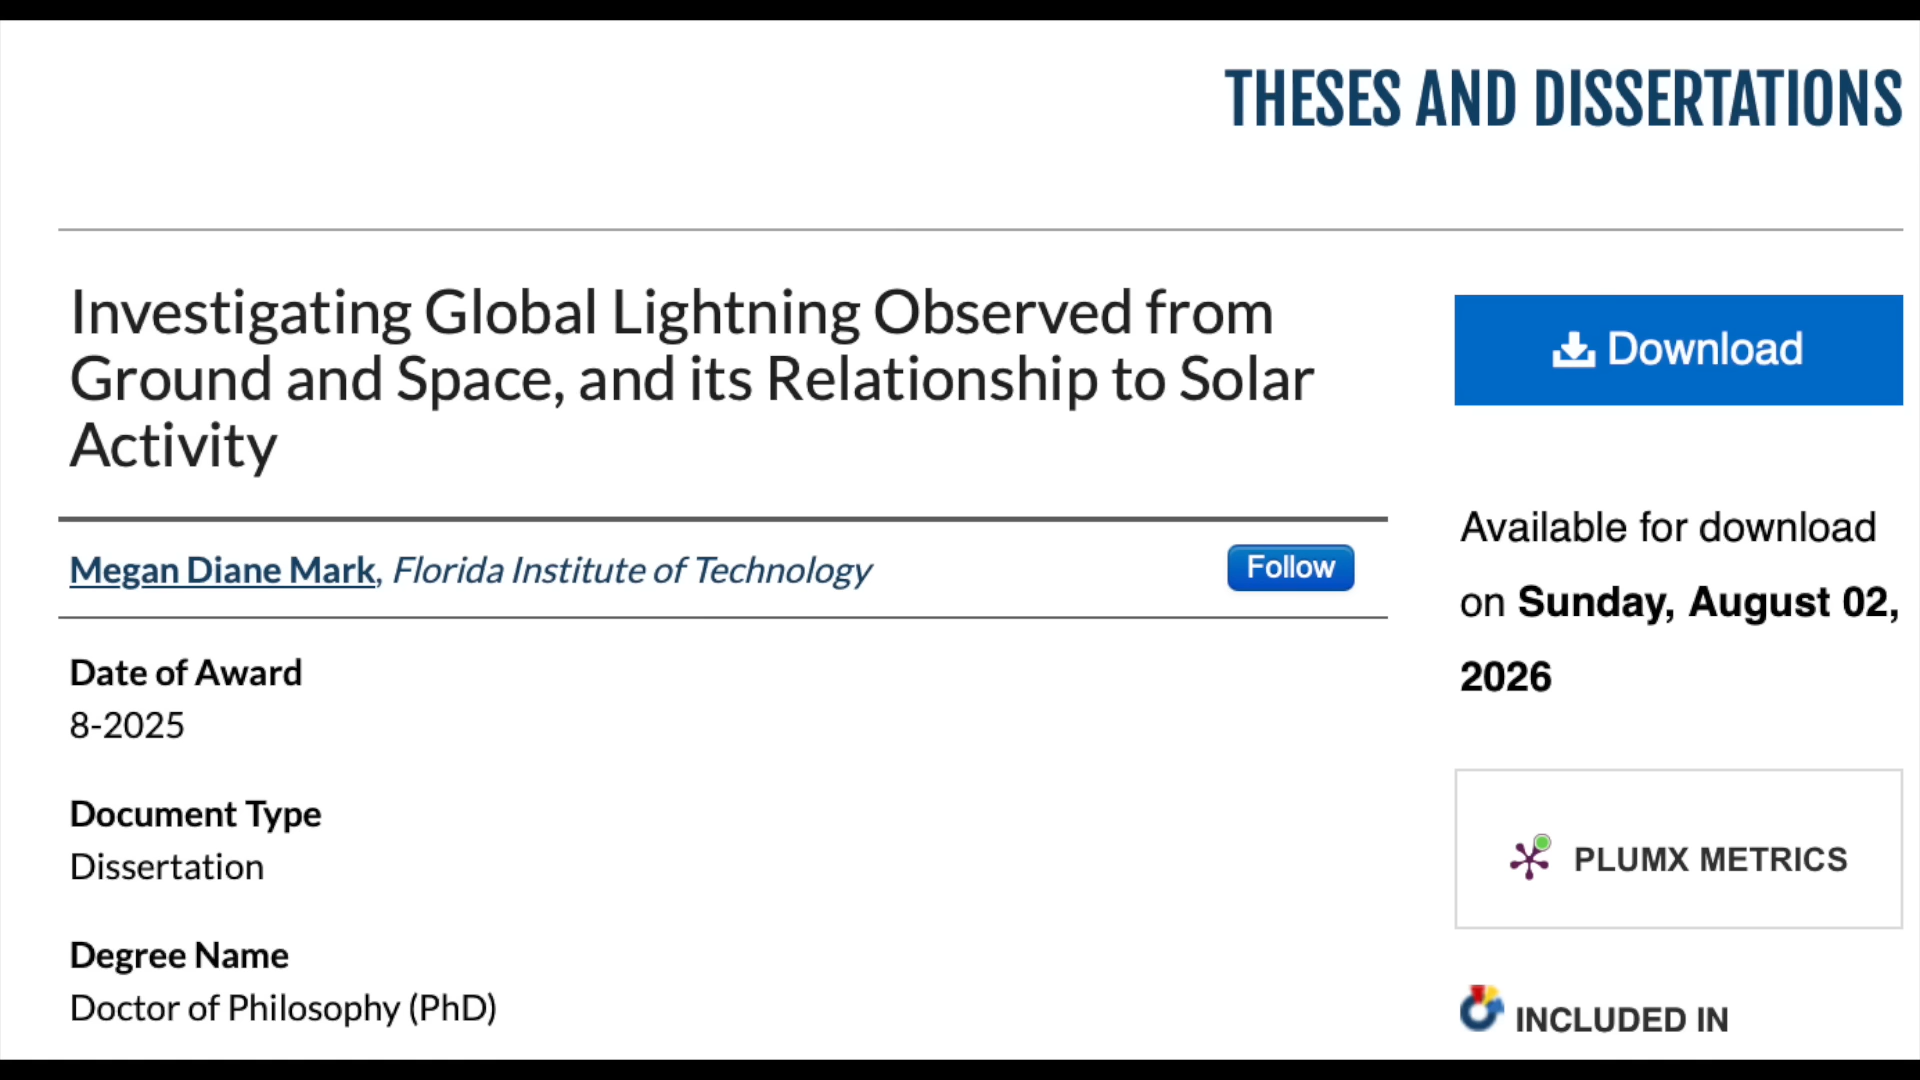 THESES AND DISSERTATIONS
Investigating Global Lightning Observed from
Ground and Space, and its Relationship to Solar
Activity
Megan Diane Mark, Florida Institute of Technology
Follow
Date of Award
8-2025
Document Type
Dissertation
Degree Name
Doctor of Philosophy (PhD)
Download
Available for download
on Sunday, August 02,
2026
PLUMX METRICS
INCLUDED IN